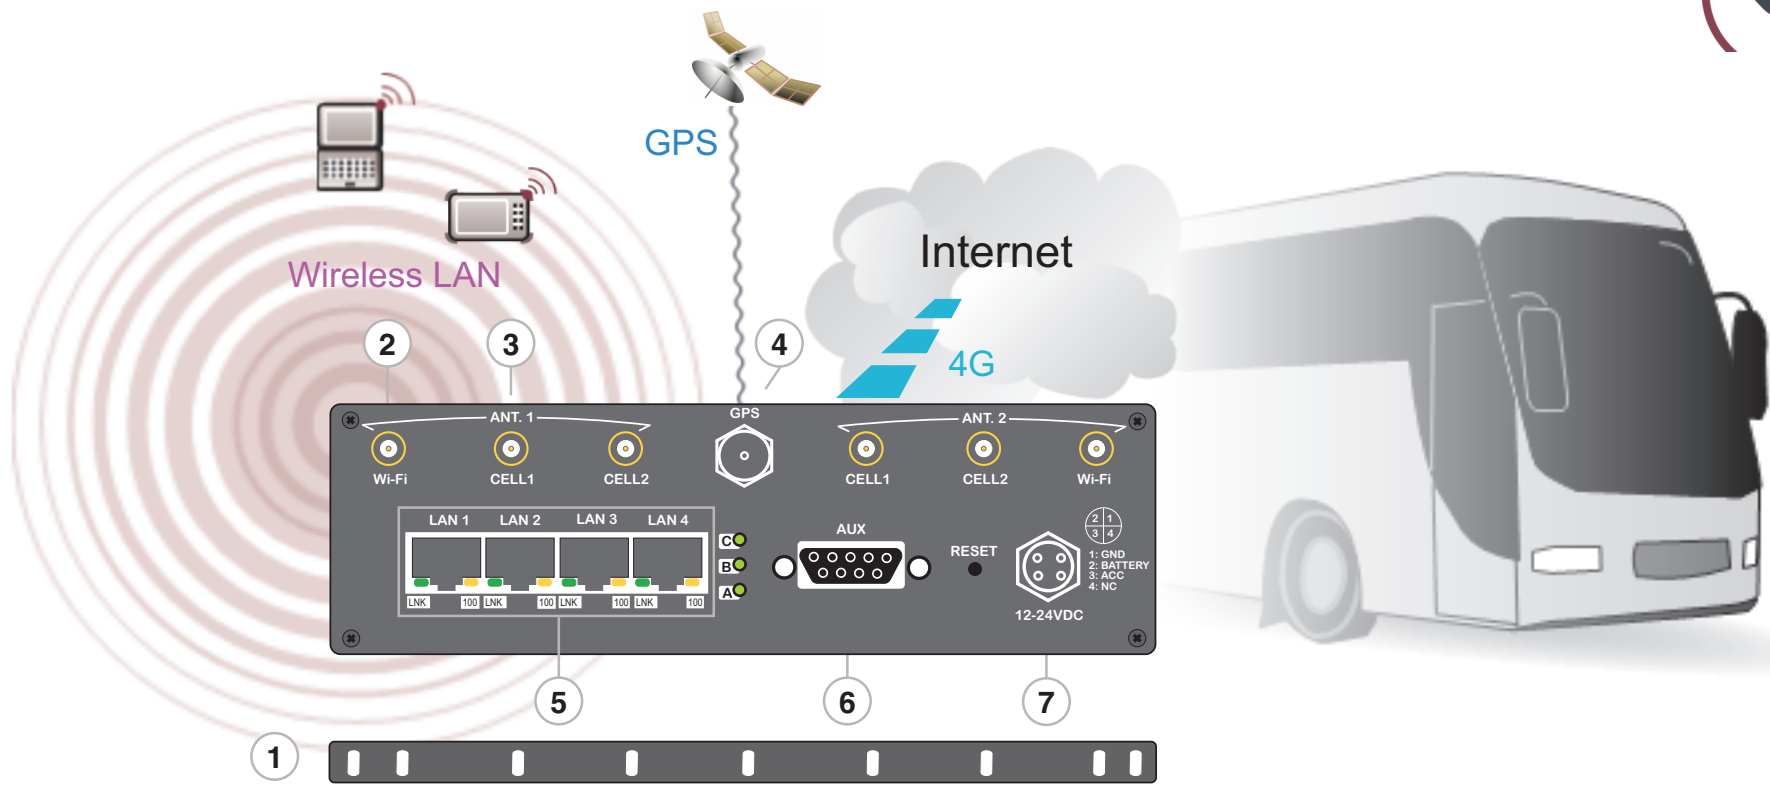 GPS
Wireless LAN
Internet
4G
2
3
4
ANT. 1
GPS
ANT. 2
Wi-Fi
CELL1
CELL2
CELL1
CELL2
Wi-Fi
LAN 1
LAN 2
LAN 3
LAN 4
LNK
100
LNK
100
LNK
100
LNK
100
C
B
A
AUX
RESET
2 1
3 4
1: GND
2: BATTERY
3: ACC
4: NC
12-24VDC
5
6
7
1